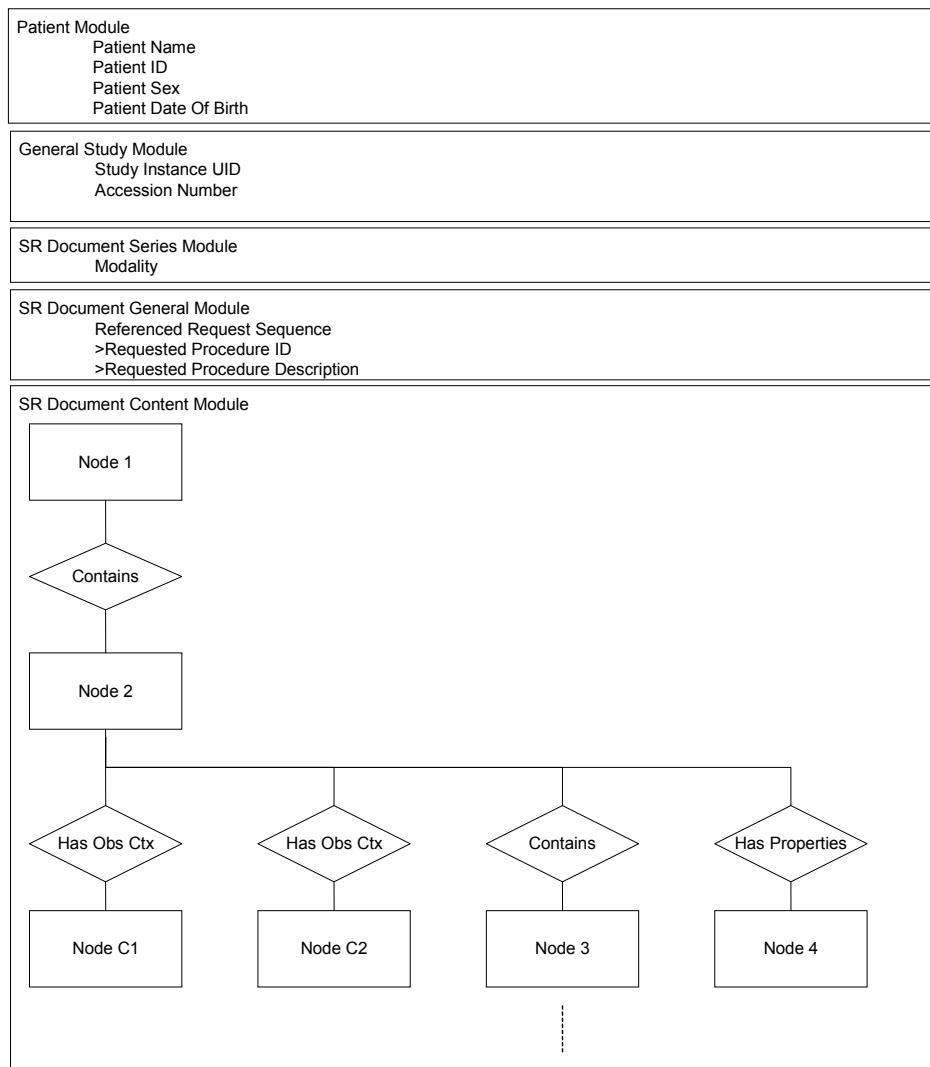 Patient Module
Patient Name
Patient ID
Patient Sex
Patient Date Of Birth
General Study Module
Study Instance UID
Accession Number
SR Document Series Module
Modality
SR Document General Module
Referenced Request Sequence
>Requested Procedure ID
>Requested Procedure Description
SR Document Content Module
Node 1
Contains
Node 2
Has Obs Ctx
Has Obs Ctx
Contains
Has Properties
Node C1
Node C2
Node 3
Node 4